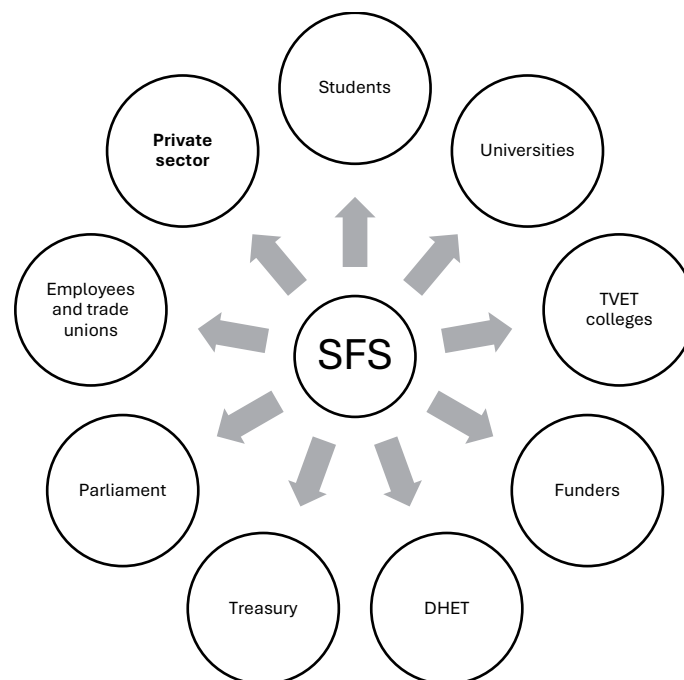 Students
Universities
TVET
colleges
Funders
DHET
Treasury
Parliament
Employees
and trade
unions
Private
sector
SFS